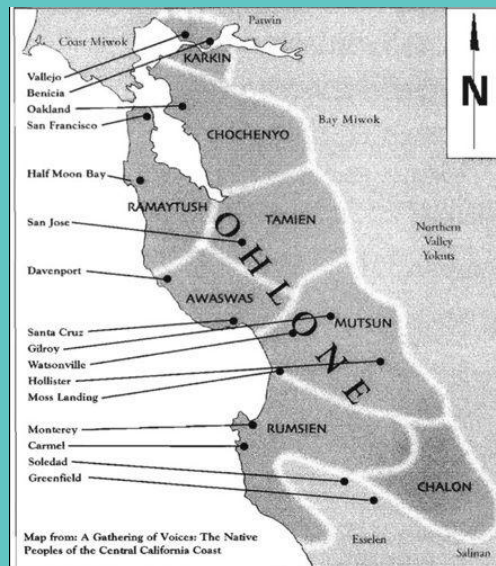 Patwin
Coast Miwok
KARKIN
Vallejo
Benicia
Oakland
San Francisco
CHOCHENYO
Bay Miwok
N
Half Moon Bay
RAMAYTUSH
TAMIEN
San Jose
Northern
Valley
Yokuts
OHLONE
Davenport
AWASWAS
Santa Cruz
Gilroy
Watsonville
Hollister
Moss Landing
MUTSUN
Monterey
Carmel
Soledad
Greenfield
RUMSIEN
CHALON
Esselen
Salinan
Map from: A Gathering of Voices: The Native
Peoples of the Central California Coast